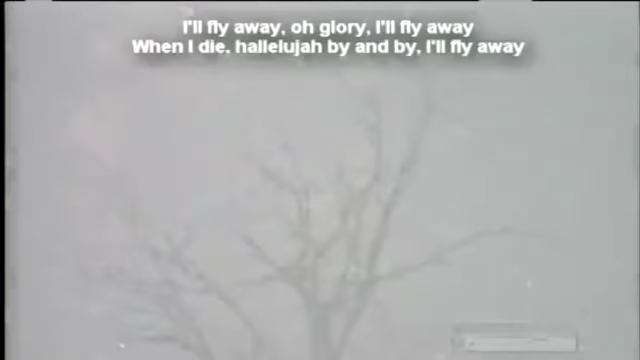 I'll fly away, oh glory, I'll fly away
When I die, hallelujah by and by, I'll fly away